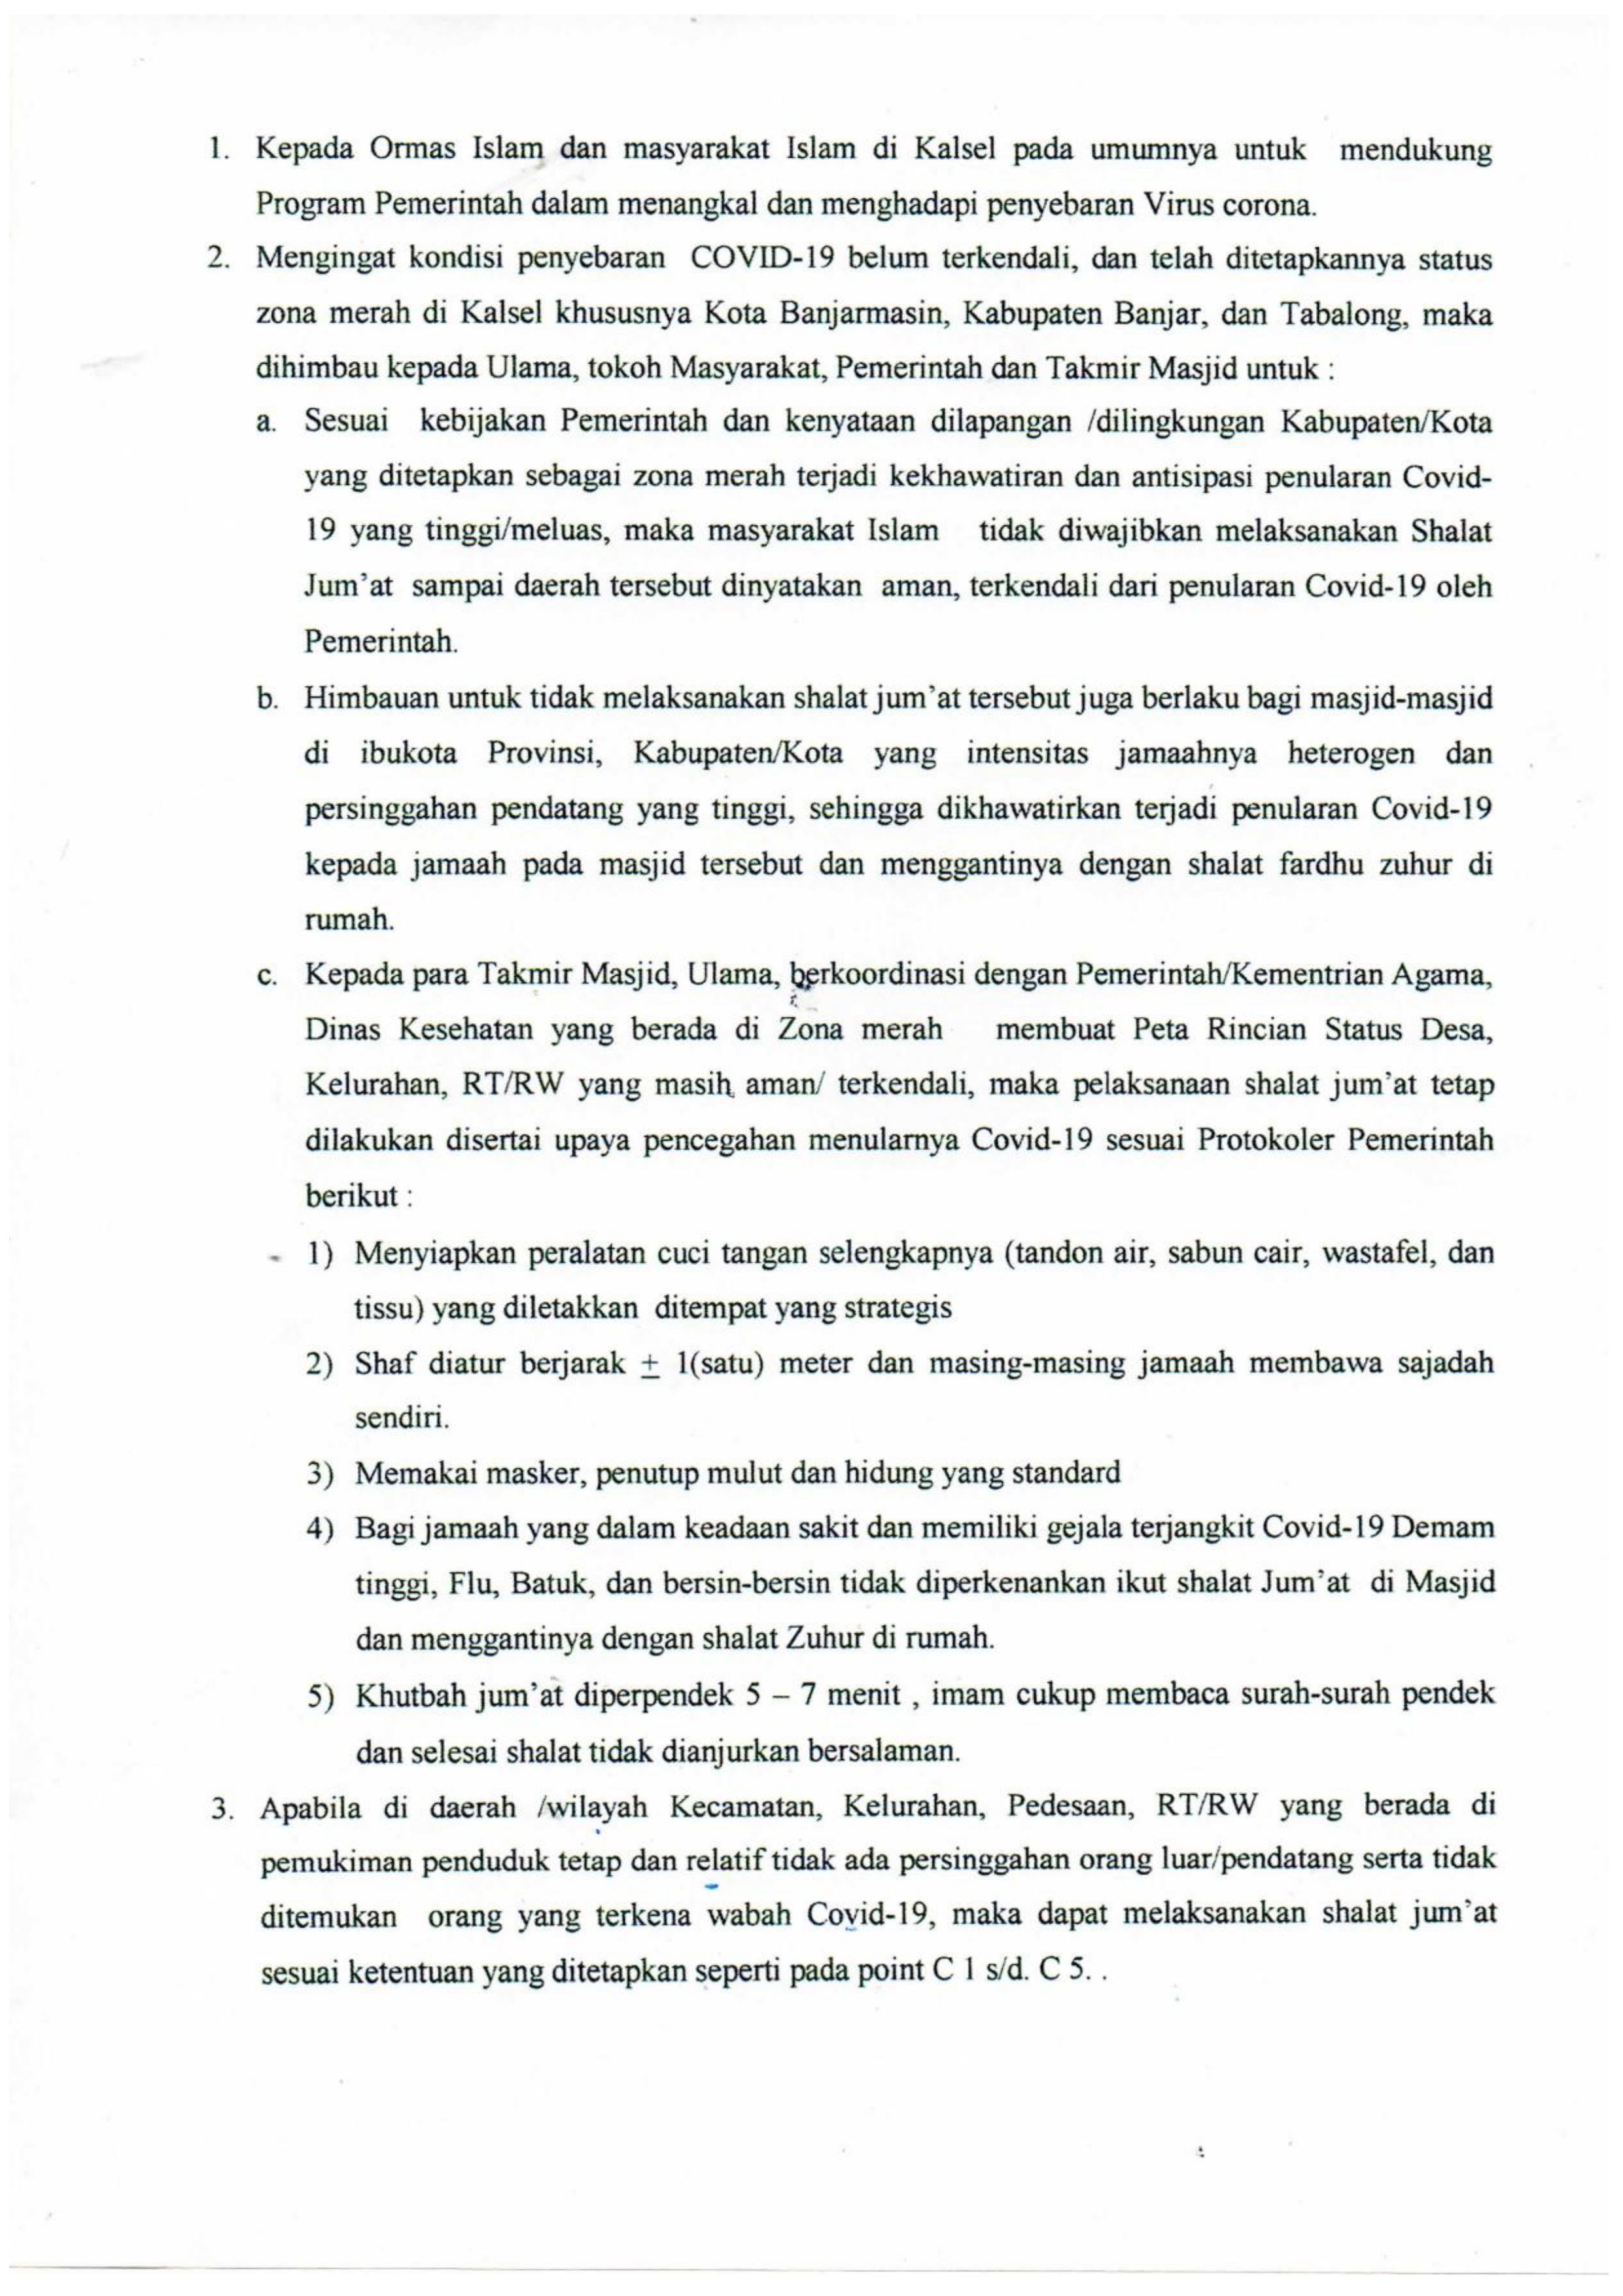 1. Kepada Ormas Islam dan masyarakat Islam di Kalsel pada umumnya untuk mendukung
Program Pemerintah dalam menangkal dan menghadapi penyebaran Virus corona.
2. Mengingat kondisi penyebaran COVID-19 belum terkendali, dan telah ditetapkannya status
zona merah di Kalsel khususnya Kota Banjarmasin, Kabupaten Banjar, dan Tabalong, maka
dihimbau kepada Ulama, tokoh Masyarakat, Pemerintah dan Takmir Masjid untuk :
a. Sesuai kebijakan Pemerintah dan kenyataan dilapangan /dilingkungan Kabupaten/Kota
yang ditetapkan sebagai zona merah terjadi kekhawatiran dan antisipasi penularan Covid-
19 yang tinggi/meluas, maka masyarakat Islam tidak diwajibkan melaksanakan Shalat
Jum’at sampai daerah tersebut dinyatakan aman, terkendali dari penularan Covid-19 oleh
Pemerintah.
b. Himbauan untuk tidak melaksanakan shalat jum’at tersebut juga berlaku bagi masjid-masjid
di ibukota Provinsi, Kabupaten/Kota yang intensitas jamaahnya heterogen dan
persinggahan pendatang yang tinggi, sehingga dikhawatirkan terjadi penularan Covid-19
kepada jamaah pada masjid tersebut dan menggantinya dengan shalat fardhu zuhur di
rumah.
c. Kepada para Takmir Masjid, Ulama, berkoordinasi dengan Pemerintah/Kementrian Agama,
Dinas Kesehatan yang berada di Zona merah membuat Peta Rincian Status Desa,
Kelurahan, RT/RW yang masih aman/ terkendali, maka pelaksanaan shalat jum’at tetap
dilakukan disertai upaya pencegahan menularnya Covid-19 sesuai Protokoler Pemerintah
berikut :
1) Menyiapkan peralatan cuci tangan selengkapnya (tandon air, sabun cair, wastafel, dan
tissu) yang diletakkan ditempat yang strategis
2) Shaf diatur berjarak ± 1(satu) meter dan masing-masing jamaah membawa sajadah
sendiri.
3) Memakai masker, penutup mulut dan hidung yang standard
4) Bagi jamaah yang dalam keadaan sakit dan memiliki gejala terjangkit Covid-19 Demam
tinggi, Flu, Batuk, dan bersin-bersin tidak diperkenankan ikut shalat Jum’at di Masjid
dan menggantinya dengan shalat Zuhur di rumah.
5) Khutbah jum’at diperpendek 5 – 7 menit , imam cukup membaca surah-surah pendek
dan selesai shalat tidak dianjurkan bersalaman.
3. Apabila di daerah /wilayah Kecamatan, Kelurahan, Pedesaan, RT/RW yang berada di
pemukiman penduduk tetap dan relatif tidak ada persinggahan orang luar/pendatang serta tidak
ditemukan orang yang terkena wabah Covid-19, maka dapat melaksanakan shalat jum’at
sesuai ketentuan yang ditetapkan seperti pada point C 1 s/d. C 5. .